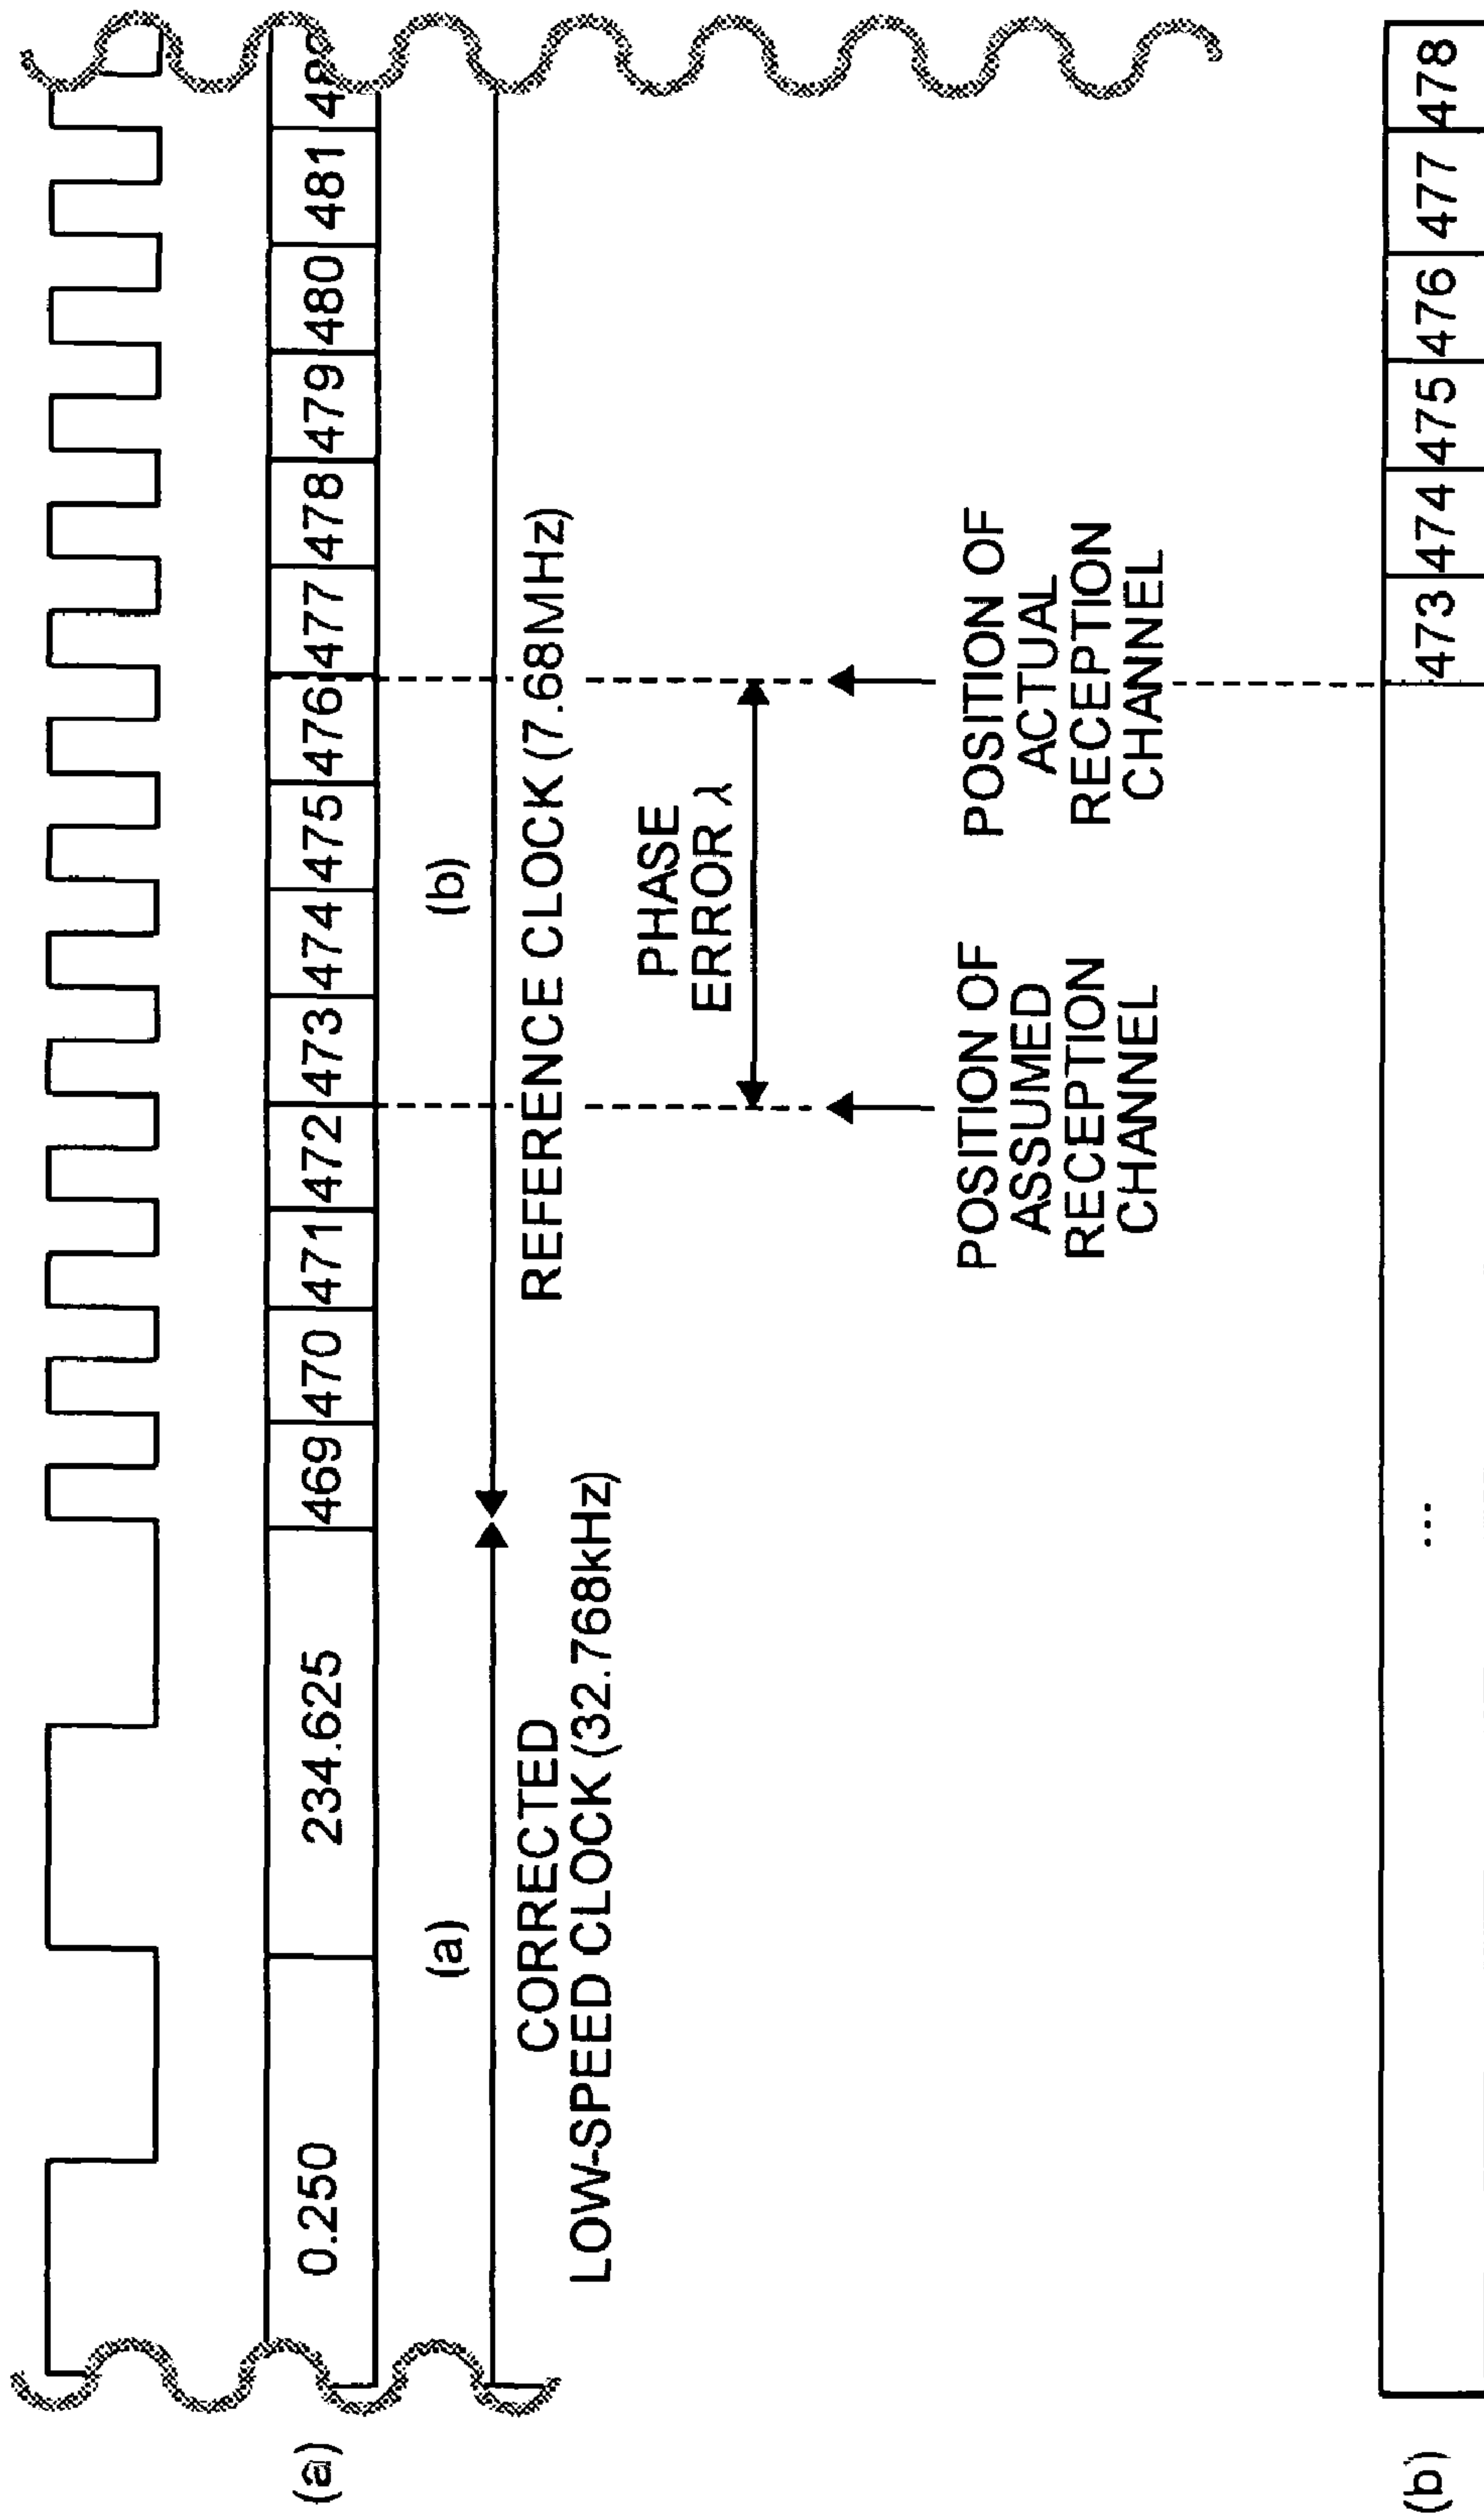 (a)
0.250 234.625 469 470 471 472 473 474 475 476 477 478 479 480 481
(a) (b)
CORRECTED
LOW-SPEED CLOCK (32.768kHz)
REFERENCE CLOCK (7.68MHz)
PHASE
ERROR λ
POSITION OF
ASSUMED
RECEPTION
CHANNEL
POSITION OF
ACTUAL
RECEPTION
CHANNEL
(b)
... 473 474 475 476 477 478